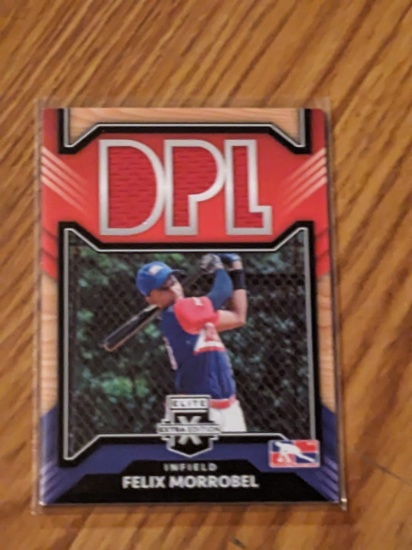 DPL
ELITE
X
EXTRA EDITION
INFIELD
FELIX MORROBEL